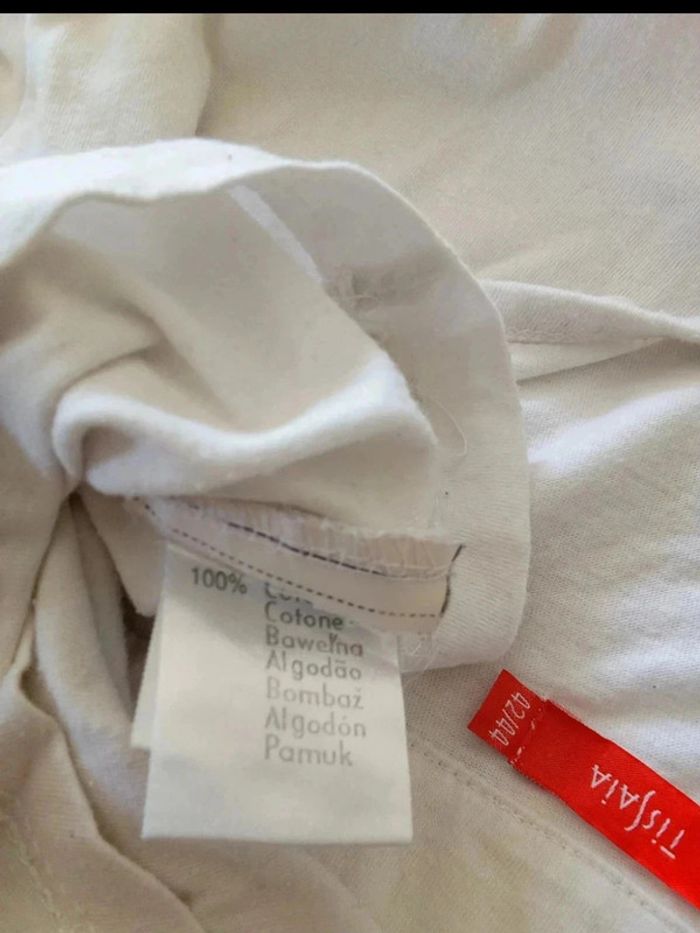 100%
Cotone
Bawełna
Algodão
Bombaž
Algodón
Pamuk
42/44
Tissaia